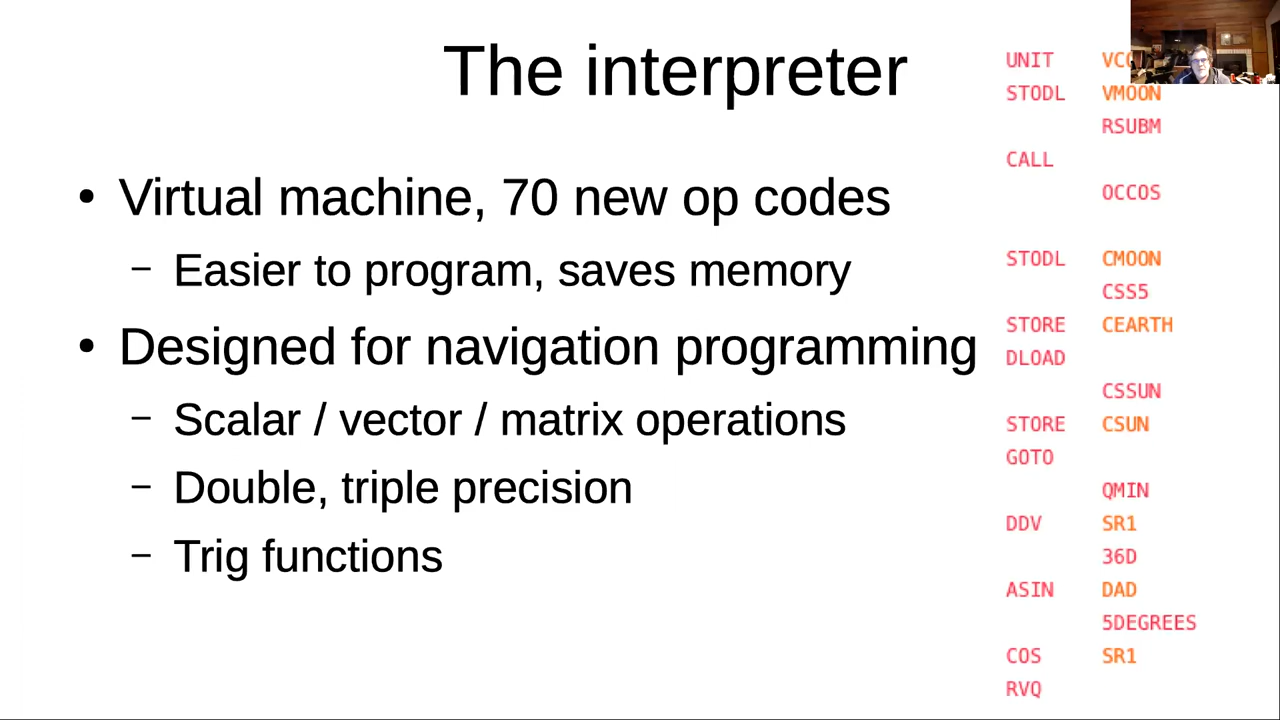 The interpreter
• Virtual machine, 70 new op codes
– Easier to program, saves memory
• Designed for navigation programming
– Scalar / vector / matrix operations
– Double, triple precision
– Trig functions
UNIT
STODL VMOON
RSUBM
CALL
OCCOS
STODL CMOON
CSS5
STORE CEARTH
DLOAD
CSSUN
STORE CSUN
GOTO
QMIN
DDV SR1
36D
ASIN DAD
5DEGREES
COS SR1
RVQ